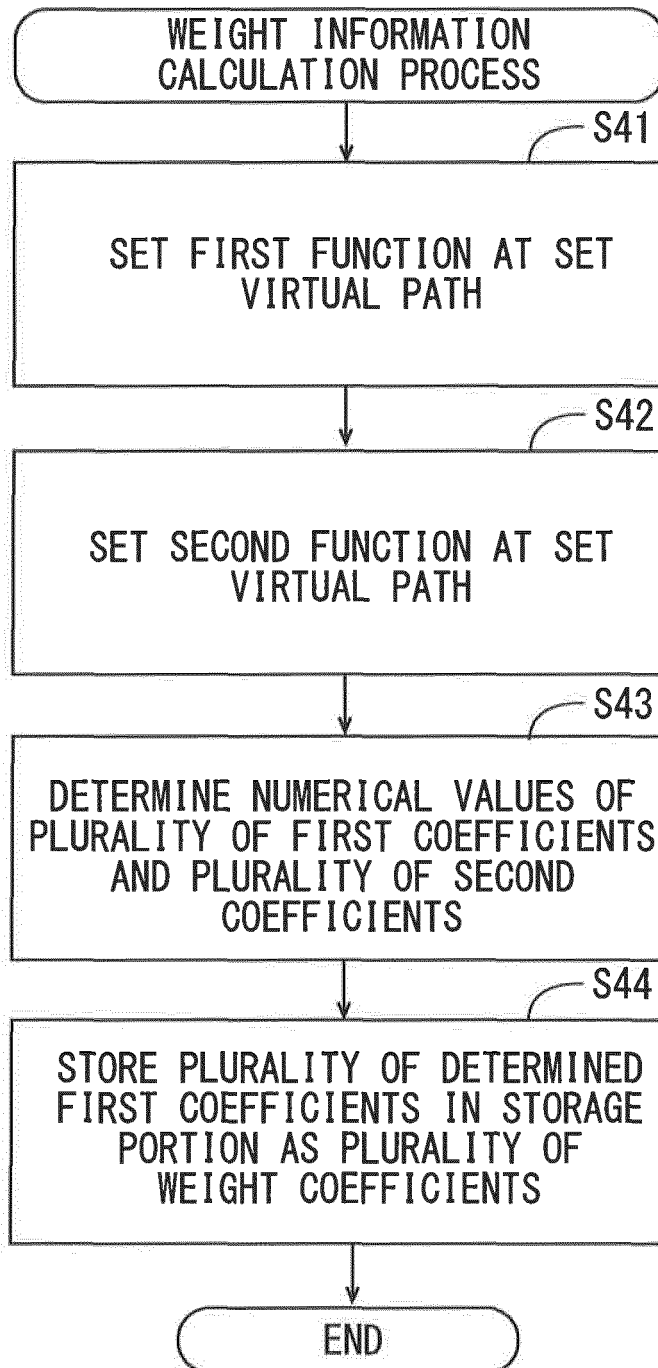 WEIGHT INFORMATION
CALCULATION PROCESS
S41
SET FIRST FUNCTION AT SET
VIRTUAL PATH
S42
SET SECOND FUNCTION AT SET
VIRTUAL PATH
S43
DETERMINE NUMERICAL VALUES OF
PLURALITY OF FIRST COEFFICIENTS
AND PLURALITY OF SECOND
COEFFICIENTS
S44
STORE PLURALITY OF DETERMINED
FIRST COEFFICIENTS IN STORAGE
PORTION AS PLURALITY OF
WEIGHT COEFFICIENTS
END